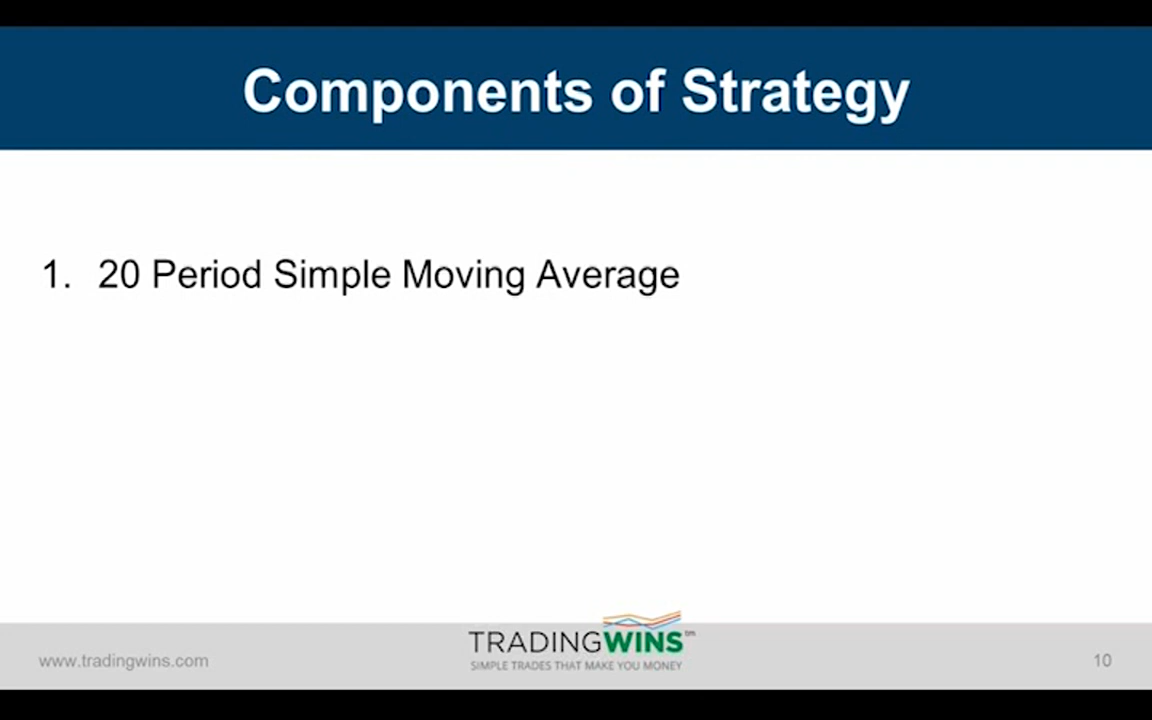 Components of Strategy
1. 20 Period Simple Moving Average
www.tradingwins.com
TRADINGWINS™
SIMPLE TRADES THAT MAKE YOU MONEY
10